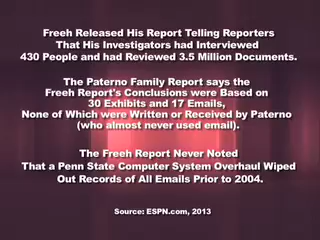 Freeh Released His Report Telling Reporters
That His Investigators had Interviewed
430 People and had Reviewed 3.5 Million Documents.
The Paterno Family Report says the
Freeh Report's Conclusions were Based on
30 Exhibits and 17 Emails,
None of Which were Written or Received by Paterno
(who almost never used email).
The Freeh Report Never Noted
That a Penn State Computer System Overhaul Wiped
Out Records of All Emails Prior to 2004.
Source: ESPN.com, 2013